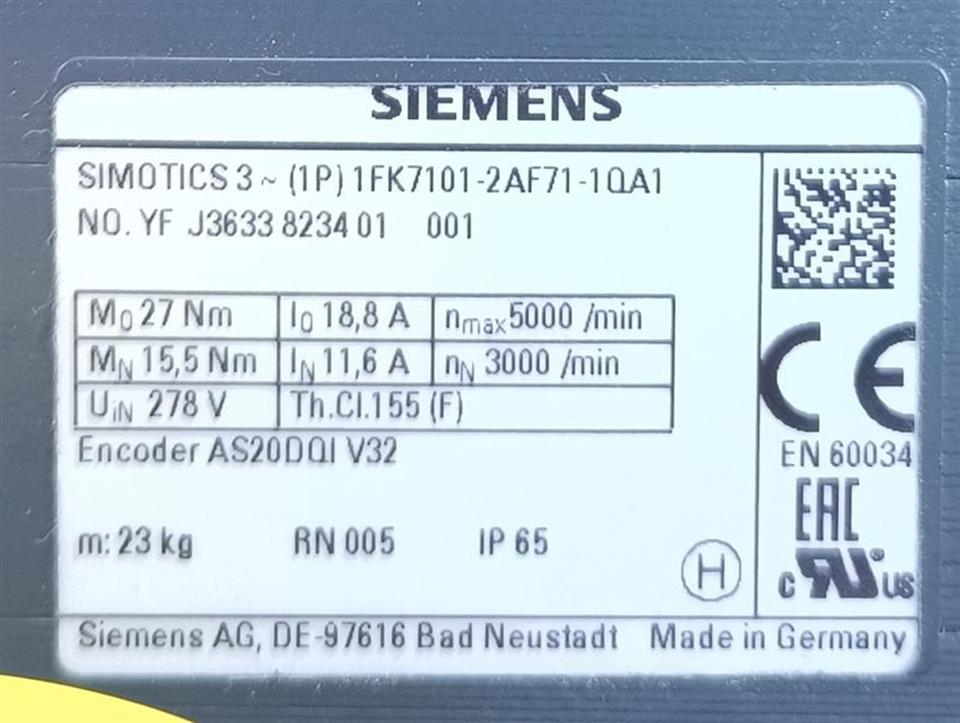 SIEMENS
SIMOTICS 3~ (1P) 1FK7101-2AF71-1QA1
NO. YF J3633 8234 01 001
M0 27 Nm I0 18,8 A nmax 5000 /min
MN 15,5 Nm IN 11,6 A nN 3000 /min
UiN 278 V Th.Cl.155 (F)
Encoder AS20DQI V32
m: 23 kg RN 005 IP 65
H
CE
EN 60034
EAC
c RU ® US
Siemens AG, DE-97616 Bad Neustadt Made in Germany